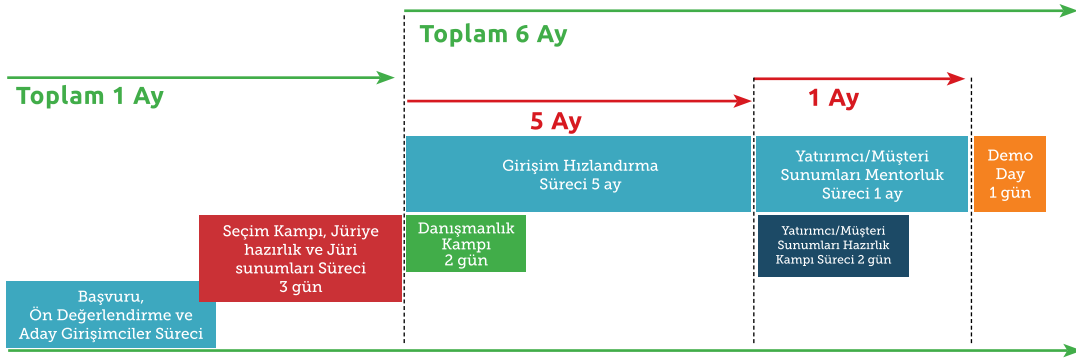 Toplam 6 Ay
Toplam 1 Ay
5 Ay
1 Ay
Girişim Hızlandırma
Süreci 5 ay
Yatırımcı/Müşteri
Sunumları Mentorluk
Süreci 1 ay
Demo
Day
1 gün
Seçim Kampı, Jüriye
hazırlık ve Jüri
sunumları Süreci
3 gün
Danışmanlık
Kampı
2 gün
Yatırımcı/Müşteri
Sunumları Hazırlık
Kampı Süreci 2 gün
Başvuru,
Ön Değerlendirme ve
Aday Girişimciler Süreci